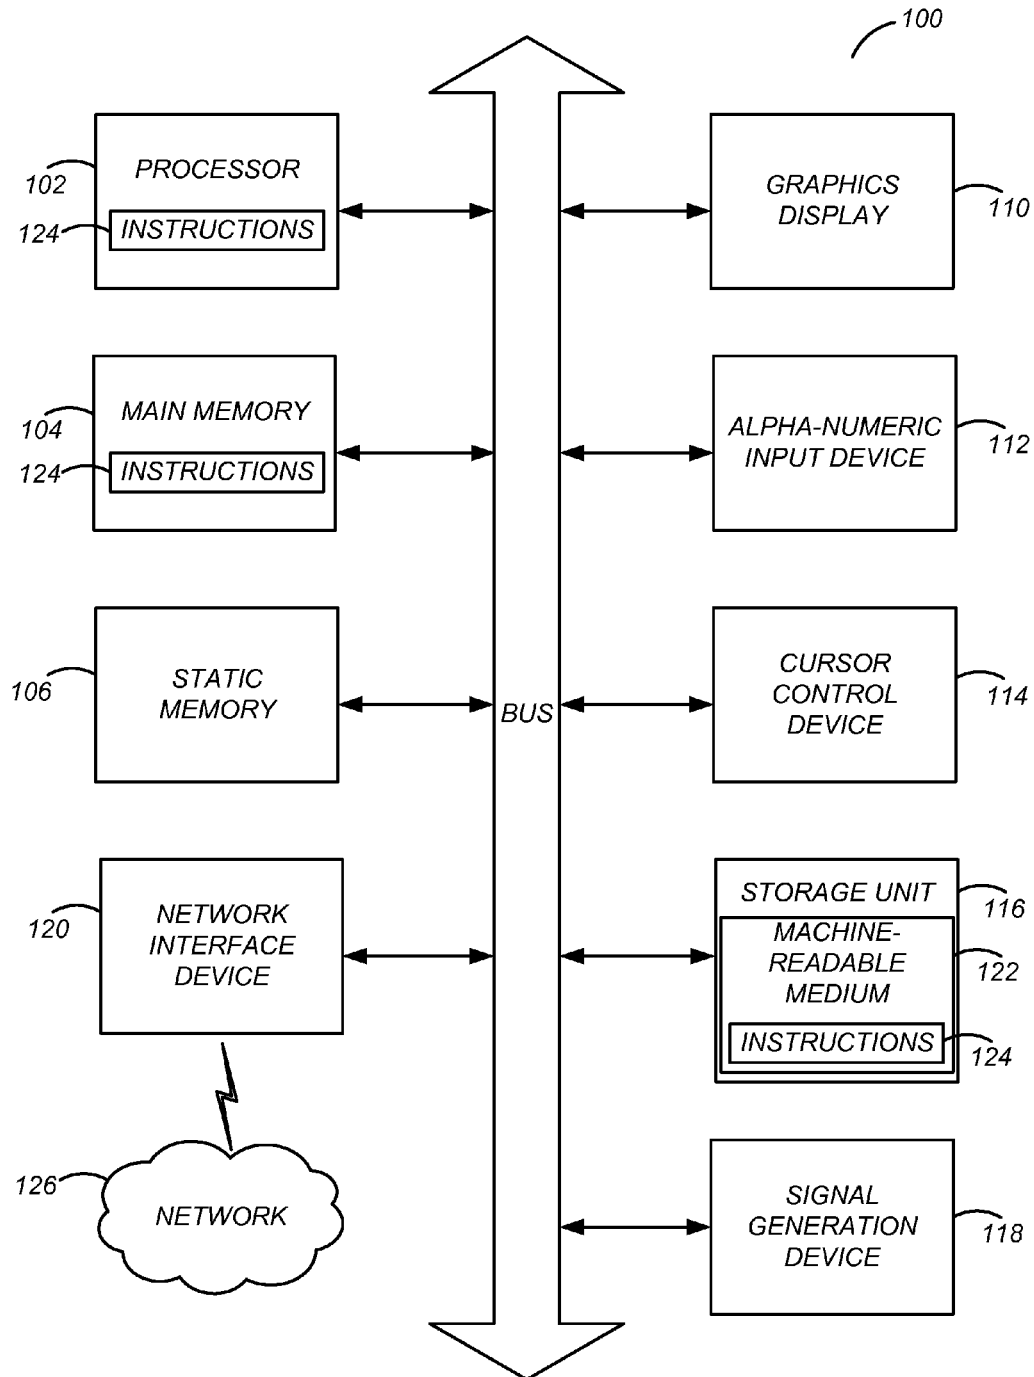 100
PROCESSOR
102
124
INSTRUCTIONS
GRAPHICS
DISPLAY
110
MAIN MEMORY
104
124
INSTRUCTIONS
ALPHA-NUMERIC
INPUT DEVICE
112
STATIC
MEMORY
106
BUS
CURSOR
CONTROL
DEVICE
114
NETWORK
INTERFACE
DEVICE
120
STORAGE UNIT
116
MACHINE-
READABLE
MEDIUM
122
INSTRUCTIONS
124
126
NETWORK
SIGNAL
GENERATION
DEVICE
118